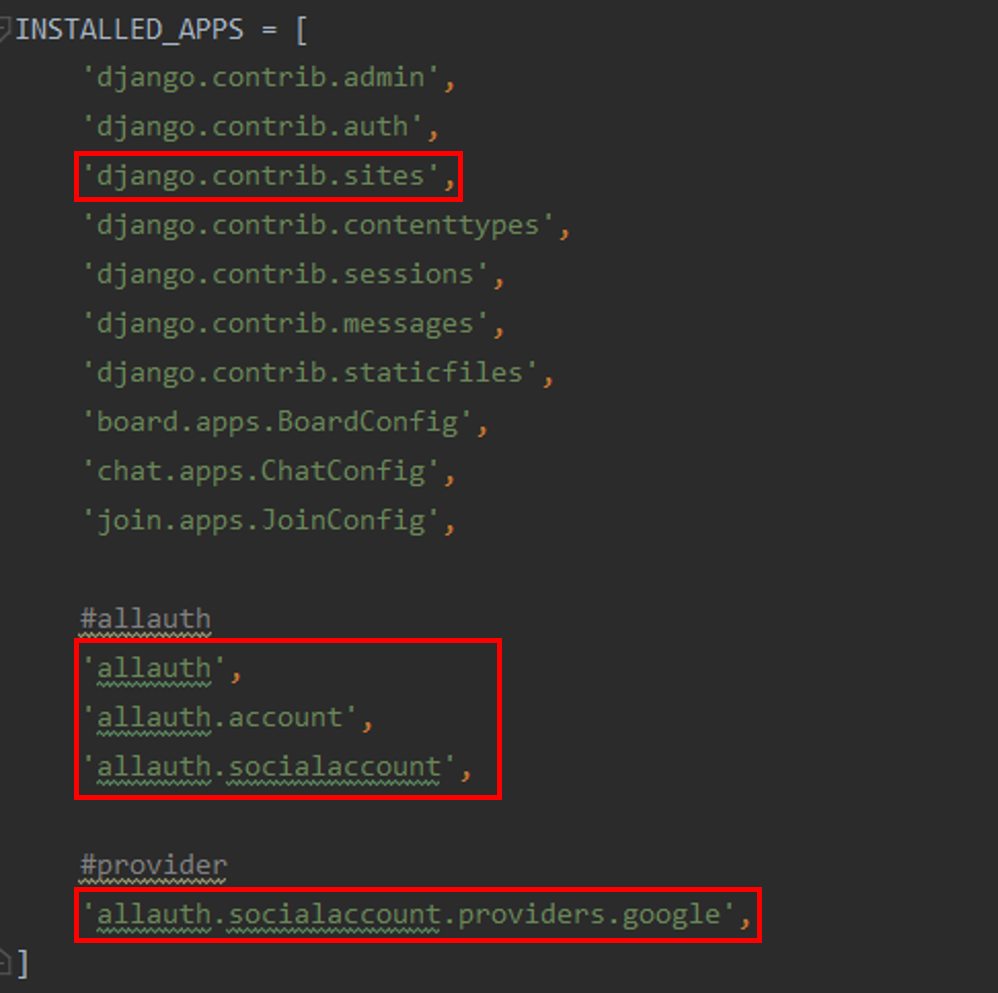 INSTALLED_APPS = [
'django.contrib.admin',
'django.contrib.auth',
'django.contrib.sites',
'django.contrib.contenttypes',
'django.contrib.sessions',
'django.contrib.messages',
'django.contrib.staticfiles',
'board.apps.BoardConfig',
'chat.apps.ChatConfig',
'join.apps.JoinConfig',
#allauth
'allauth',
'allauth.account',
'allauth.socialaccount',
#provider
'allauth.socialaccount.providers.google',
]